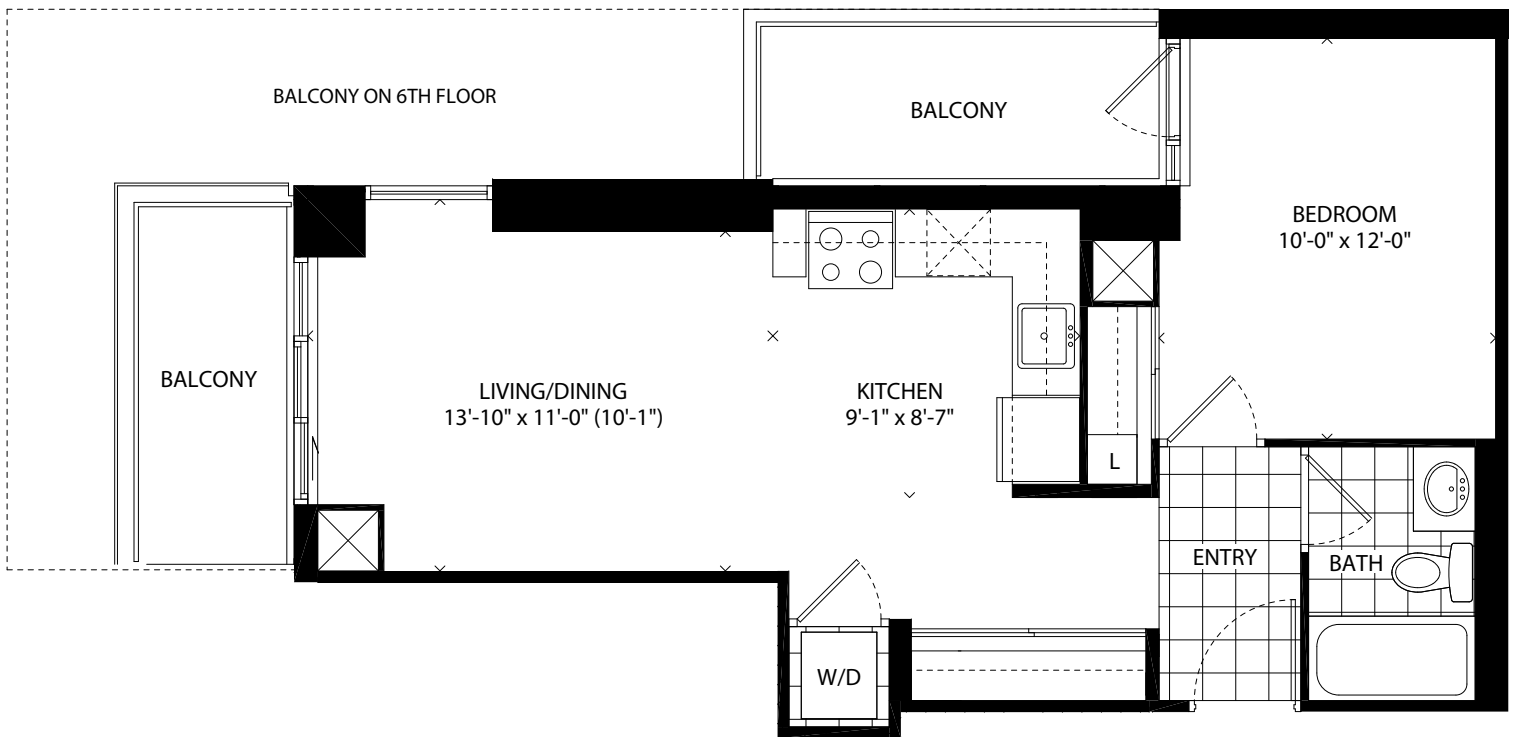 BALCONY ON 6TH FLOOR
BALCONY
BEDROOM
10'-0" x 12'-0"
BALCONY
LIVING/DINING
13'-10" x 11'-0" (10'-1")
KITCHEN
9'-1" x 8'-7"
L
ENTRY
BATH
W/D